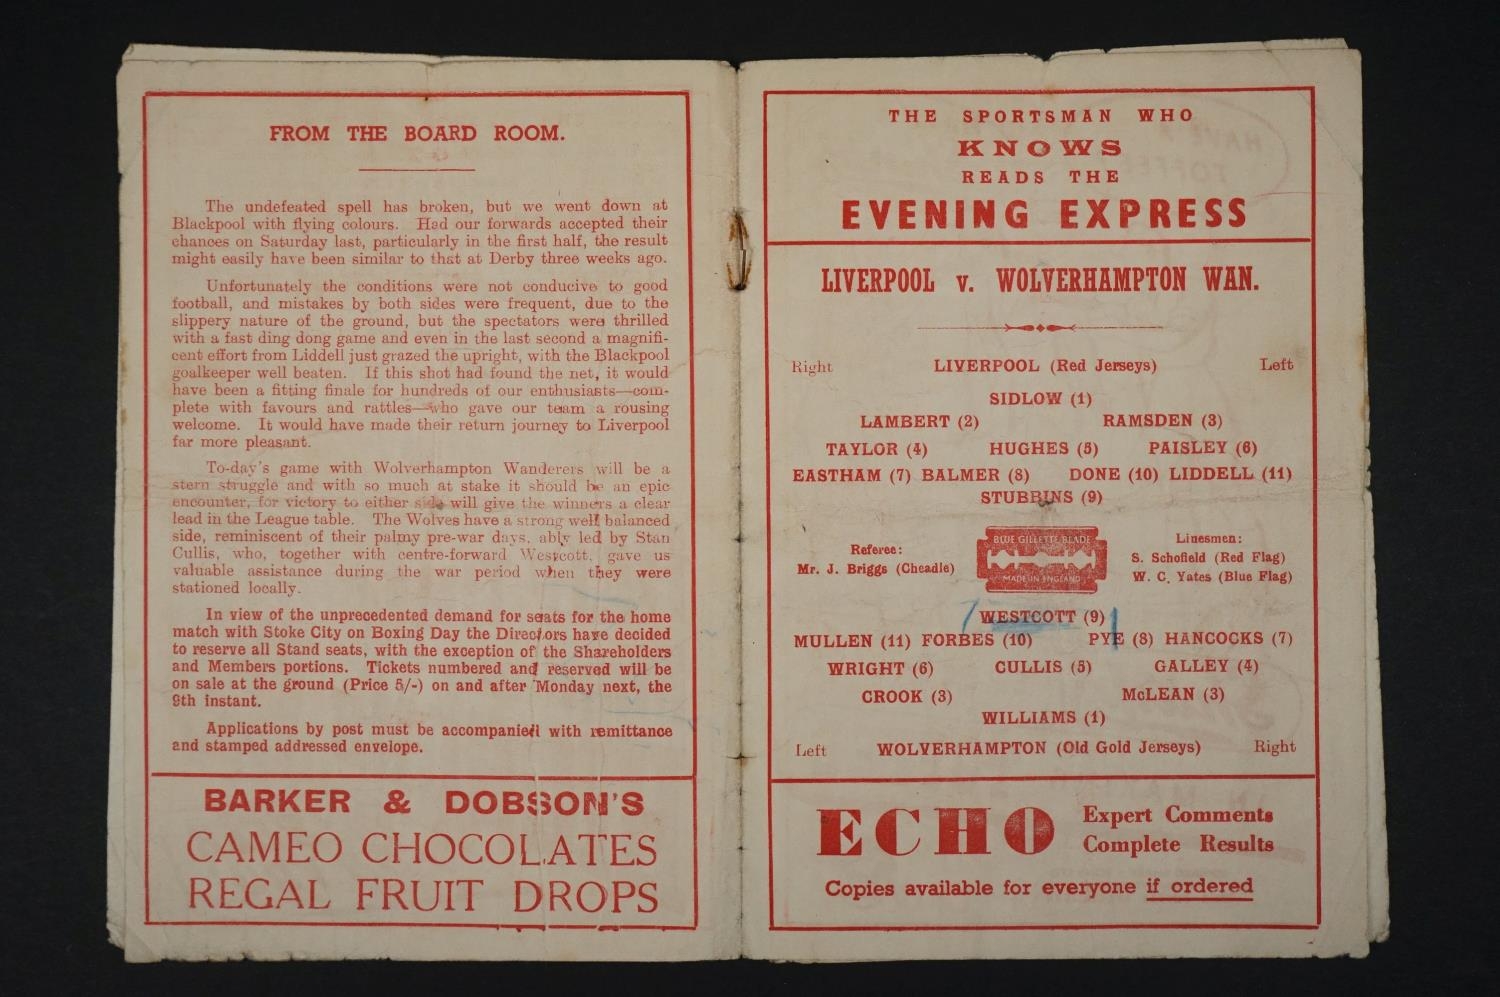 FROM THE BOARD ROOM.
The undefeated spell has broken, but we went down at
Blackpool with flying colours. Had our forwards accepted their
chances on Saturday last, particularly in the first half, the result
might easily have been similar to that at Derby three weeks ago.
Unfortunately the conditions were not conducive to good
football, and mistakes by both sides were frequent, due to the
slippery nature of the ground, but the spectators were thrilled
with a fast ding dong game and even in the last second a magnifi-
cent effort from Liddell just grazed the upright, with the Blackpool
goalkeeper well beaten. If this shot had found the net, it would
have been a fitting finale for hundreds of our enthusiasts—com-
plete with favours and rattles—who gave our team a rousing
welcome. It would have made their return journey to Liverpool
far more pleasant.
To-day's game with Wolverhampton Wanderers will be a
stern struggle and with so much at stake it should be an epic
encounter, for victory to either side will give the winners a clear
lead in the League table. The Wolves have a strong well balanced
side, reminiscent of their palmy pre-war days, ably led by Stan
Cullis, who, together with centre-forward Westcott, gave us
valuable assistance during the war period when they were
stationed locally.
In view of the unprecedented demand for seats for the home
match with Stoke City on Boxing Day the Directors have decided
to reserve all Stand seats, with the exception of the Shareholders
and Members portions. Tickets numbered and reserved will be
on sale at the ground (Price 5/-) on and after Monday next, the
9th instant.
Applications by post must be accompanied with remittance
and stamped addressed envelope.
BARKER & DOBSON'S
CAMEO CHOCOLATES
REGAL FRUIT DROPS
THE SPORTSMAN WHO
KNOWS
READS THE
EVENING EXPRESS
LIVERPOOL v. WOLVERHAMPTON WAN.
Right LIVERPOOL (Red Jerseys) Left
SIDLOW (1)
LAMBERT (2) RAMSDEN (3)
TAYLOR (4) HUGHES (5) PAISLEY (6)
EASTHAM (7) BALMER (8) DONE (10) LIDDELL (11)
STUBBINS (9)
Referee:
Mr. J. Briggs (Cheadle)
BLUE GILLETTE BLADE
MADE IN ENGLAND
Linesmen:
S. Schofield (Red Flag)
W. C. Yates (Blue Flag)
WESTCOTT (9)
MULLEN (11) FORBES (10) PYE (8) HANCOCKS (7)
WRIGHT (6) CULLIS (5) GALLEY (4)
CROOK (3) McLEAN (3)
WILLIAMS (1)
Left WOLVERHAMPTON (Old Gold Jerseys) Right
ECHO
Expert Comments
Complete Results
Copies available for everyone if ordered